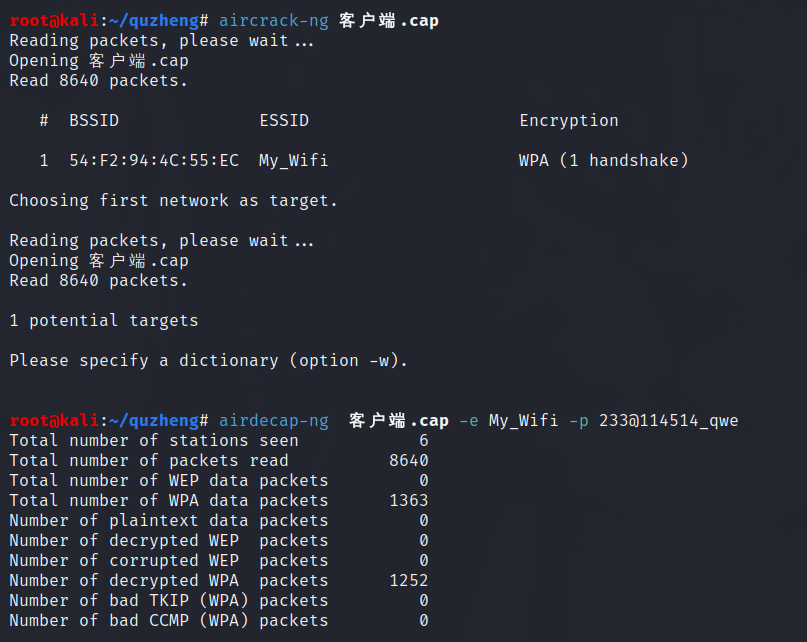 root@kali:~/quzheng# aircrack-ng 客户端.cap
Reading packets, please wait...
Opening 客户端.cap
Read 8640 packets.
# BSSID ESSID Encryption
1 54:F2:94:4C:55:EC My_Wifi WPA (1 handshake)
Choosing first network as target.
Reading packets, please wait...
Opening 客户端.cap
Read 8640 packets.
1 potential targets
Please specify a dictionary (option -w).
root@kali:~/quzheng# airdecap-ng 客户端.cap -e My_Wifi -p 233@114514_qwe
Total number of stations seen 6
Total number of packets read 8640
Total number of WEP data packets 0
Total number of WPA data packets 1363
Number of plaintext data packets 0
Number of decrypted WEP packets 0
Number of corrupted WEP packets 0
Number of decrypted WPA packets 1252
Number of bad TKIP (WPA) packets 0
Number of bad CCMP (WPA) packets 0